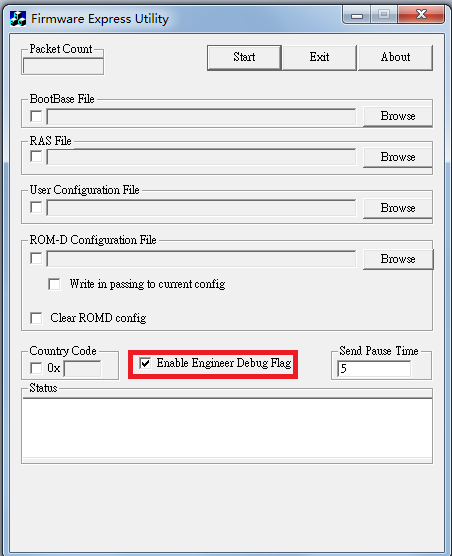 Firmware Express Utility
Packet Count
Start
Exit
About
BootBase File
Browse
RAS File
Browse
User Configuration File
Browse
ROM-D Configuration File
Browse
Write in passing to current config
Clear ROMD config
Country Code
0x
Enable Engineer Debug Flag
Send Pause Time
5
Status